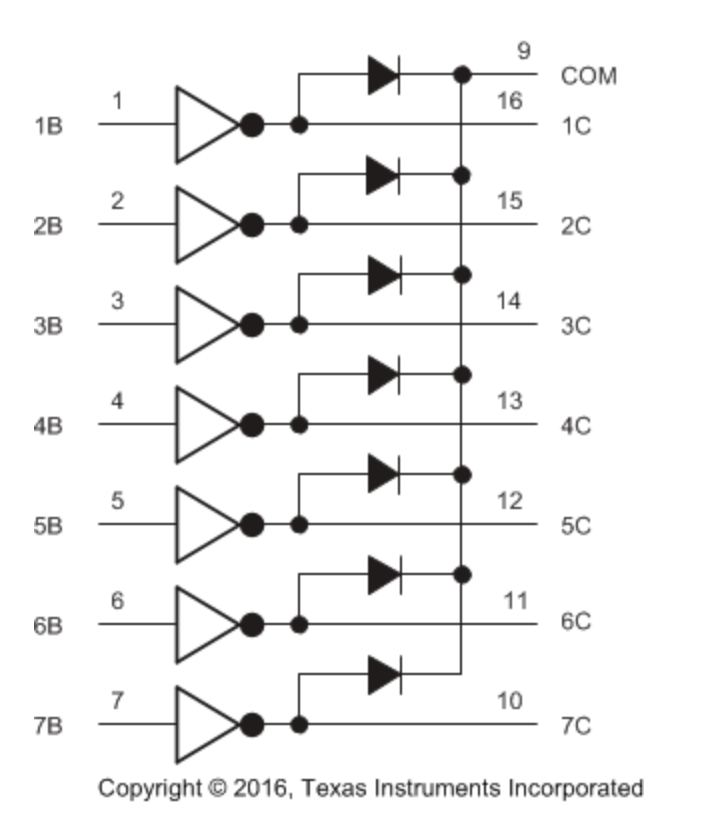 9
COM
1 16
1B 1C
2 15
2B 2C
3 14
3B 3C
4 13
4B 4C
5 12
5B 5C
6 11
6B 6C
7 10
7B 7C
Copyright © 2016, Texas Instruments Incorporated